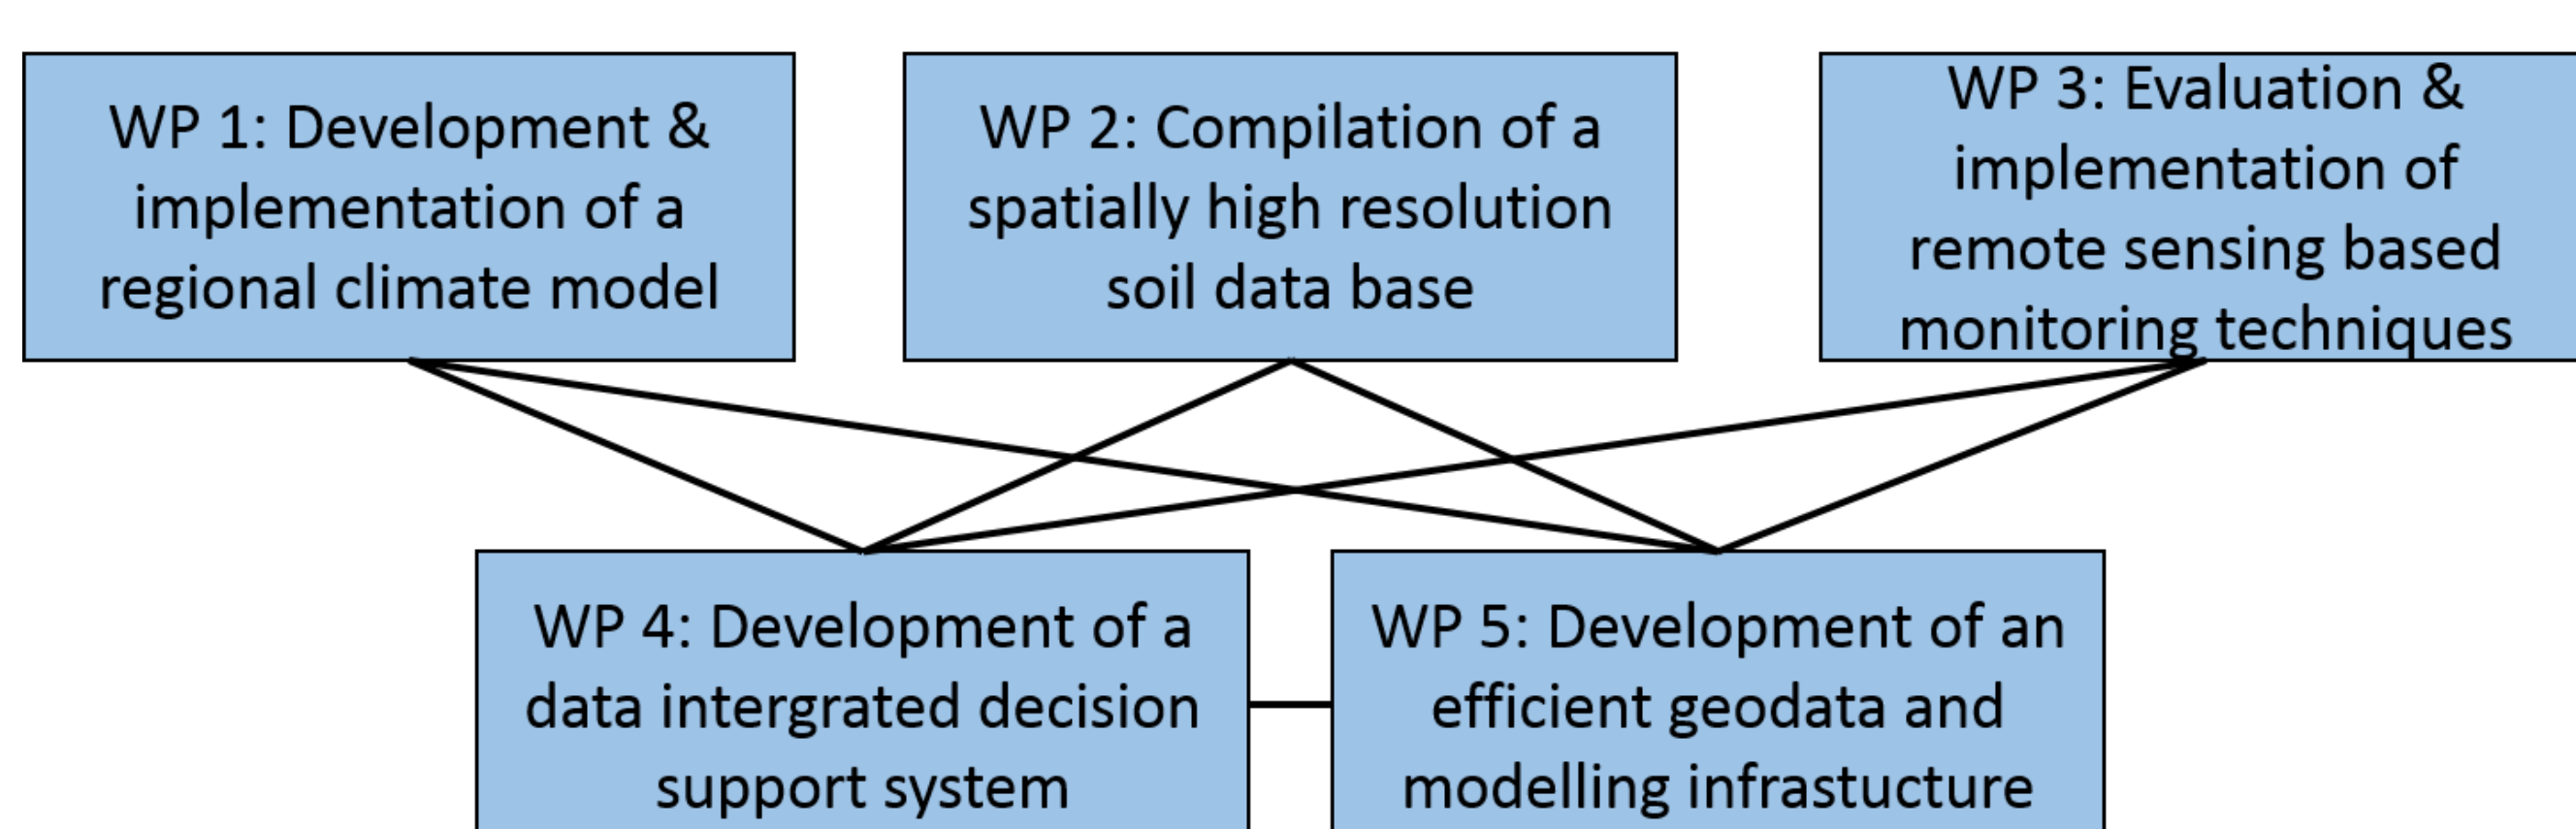 WP 1: Development &
implementation of a
regional climate model
WP 2: Compilation of a
spatially high resolution
soil data base
WP 3: Evaluation &
implementation of
remote sensing based
monitoring techniques
WP 4: Development of a
data intergrated decision
support system
WP 5: Development of an
efficient geodata and
modelling infrastucture